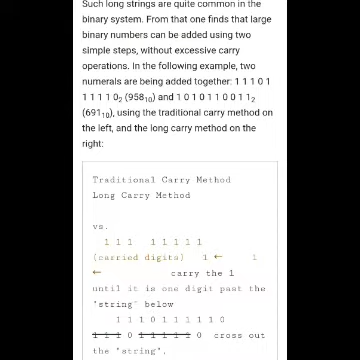 Such long strings are quite common in the
binary system. From that one finds that large
binary numbers can be added using two
simple steps, without excessive carry
operations. In the following example, two
numerals are being added together: 1 1 1 0 1
1 1 1 1 0₂ (958₁₀) and 1 0 1 0 1 1 0 0 1 1₂
(691₁₀), using the traditional carry method on
the left, and the long carry method on the
right:
Traditional Carry Method
Long Carry Method
vs.
1 1 1 1 1 1 1 1
(carried digits) 1 ← 1
← carry the 1
until it is one digit past the
"string" below
1 1 1 0 1 1 1 1 1 0
1 1 1 0 1 1 1 1 1 0 cross out
the "string",